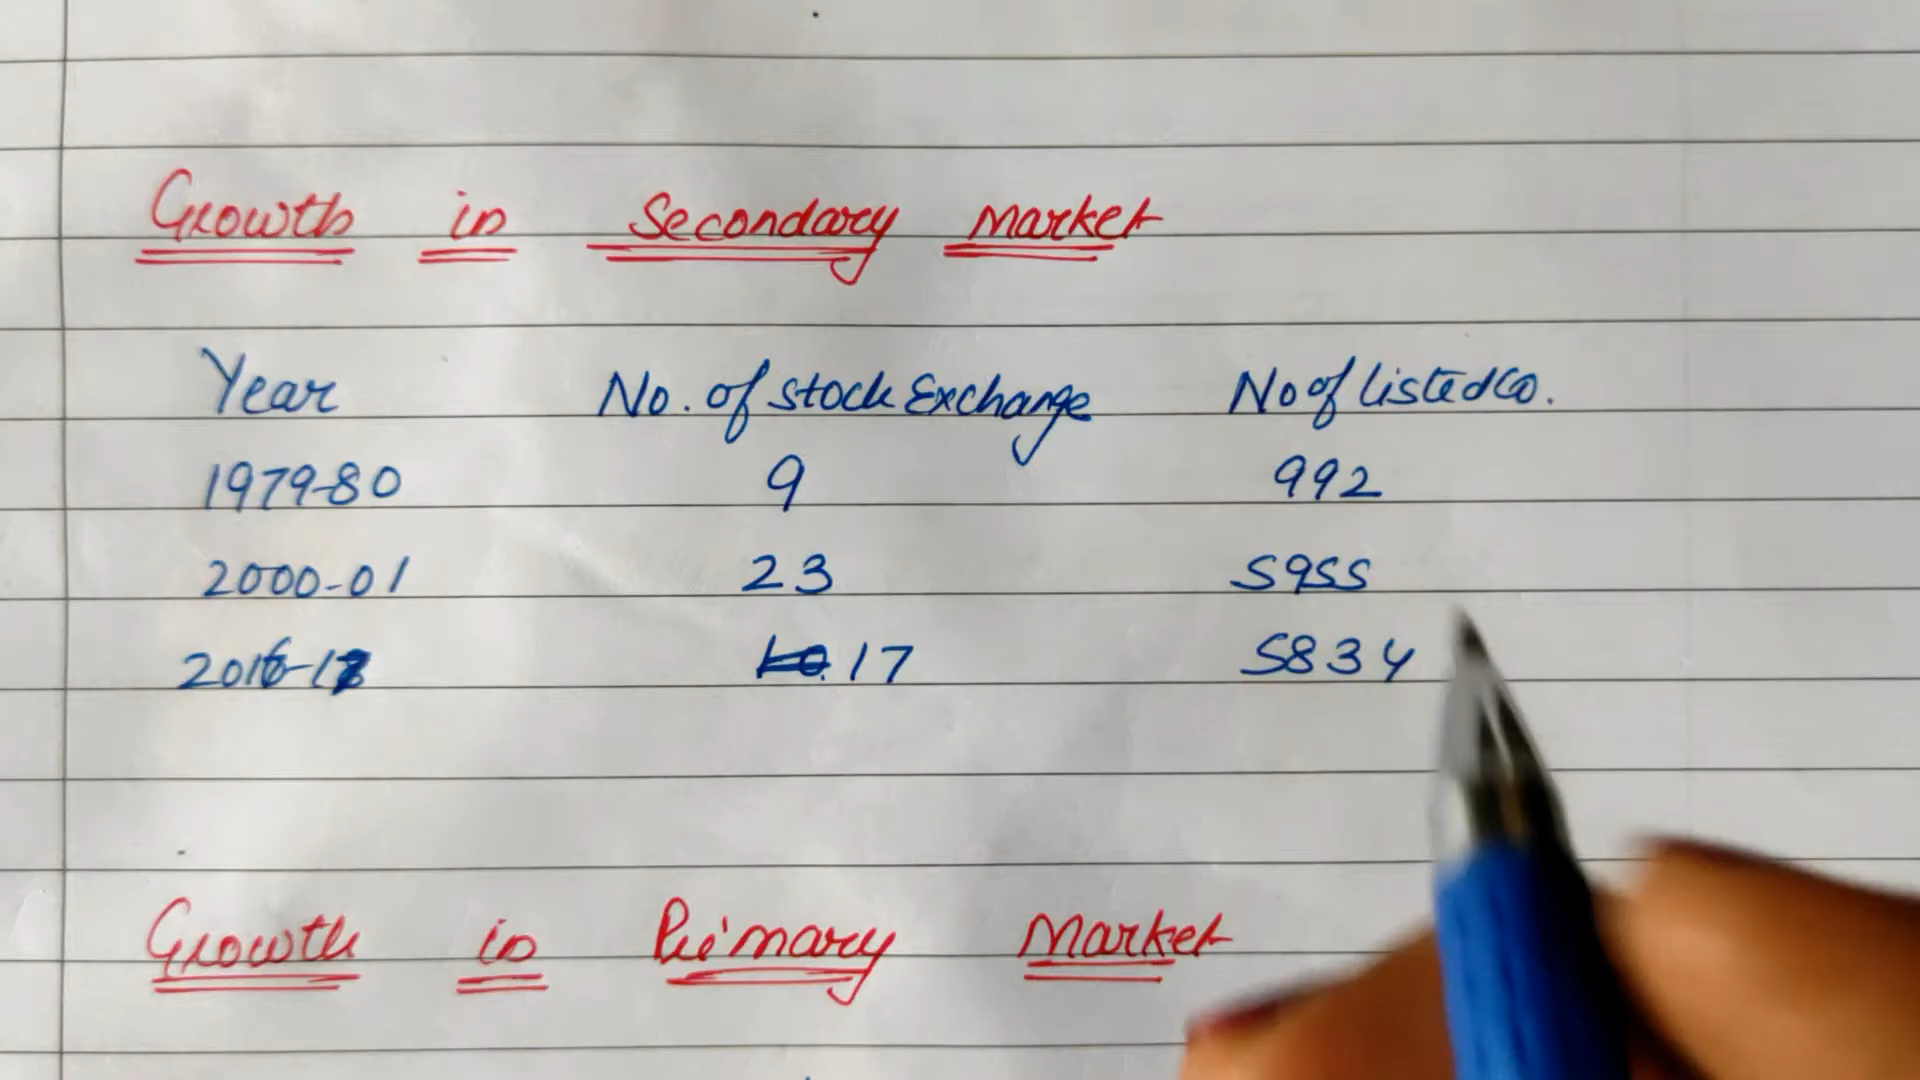 Growth in Secondary Market
Year No. of stock Exchange No of listed Co.
1979-80 9 992
2000-01 23 5955
2016-17 17 5834
Growth in Primary Market